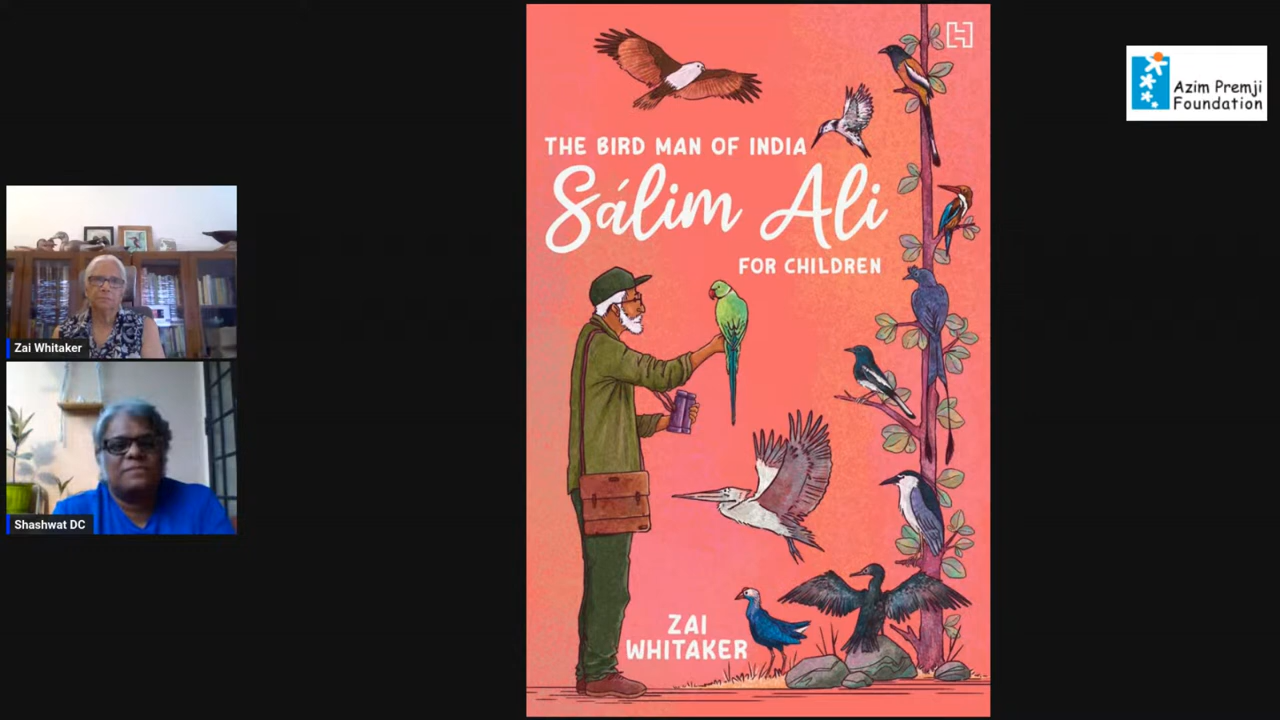 THE BIRD MAN OF INDIA
Sálim Ali
FOR CHILDREN
ZAI
WHITAKER
Azim Premji
Foundation
Zai Whitaker
Shashwat DC